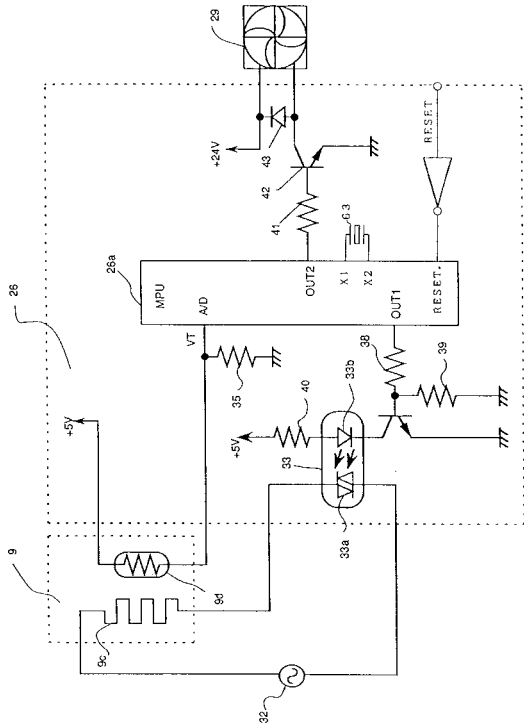 26
9
+5V
9c
9d
32
VT
35
+5V
40
33
33b
33a
26a
MPU
A/D
OUT2
X1
X2
OUT1
RESET.
38
39
41
42
43
+24V
29
63
RESET